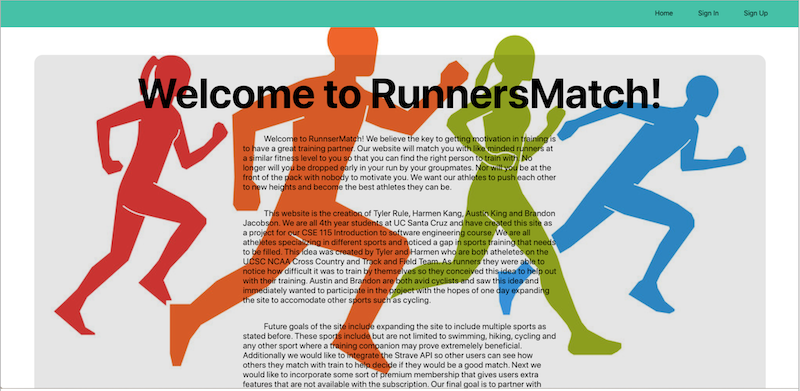 Home Sign In Sign Up
Welcome to RunnersMatch!
Welcome to RunnserMatch! We believe the key to getting motivation in training is
to have a great training partner. Our website will match you with like minded runners at
a similar fitness level to you so that you can find the right person to train with. No
longer will you be dropped early in your run by your groupmates. Nor will you be at the
front of the pack with nobody to motivate you. We want our athletes to push each other
to new heights and become the best athletes they can be.
This website is the creation of Tyler Rule, Harmen Kang, Austin King and Brandon
Jacobson. We are all 4th year students at UC Santa Cruz and have created this site as
a project for our CSE 115 Introduction to software engineering course. We are all
athletes specializing in different sports and noticed a gap in sports training that needs
to be filled. This idea was created by Tyler and Harmen who are both athletes on the
UCSC NCAA Cross Country and Track and Field Team. As runners they were able to
notice how difficult it was to train by themselves so they conceived this idea to help out
with their training. Austin and Brandon are both avid cyclists and saw this idea and
immediately wanted to participate in the project with the hopes of one day expanding
the site to accomodate other sports such as cycling.
Future goals of the site include expanding the site to include multiple sports as
stated before. These sports include but are not limited to swimming, hiking, cycling and
any other sport where a training companion may prove extremelely beneficial.
Additionally we would like to integrate the Strave API so other users can see how
others they match with train to help decide if they would be a good match. Next we
would like to incorporate some sort of premium membership that gives users extra
features that are not available with the subscription. Our final goal is to partner with